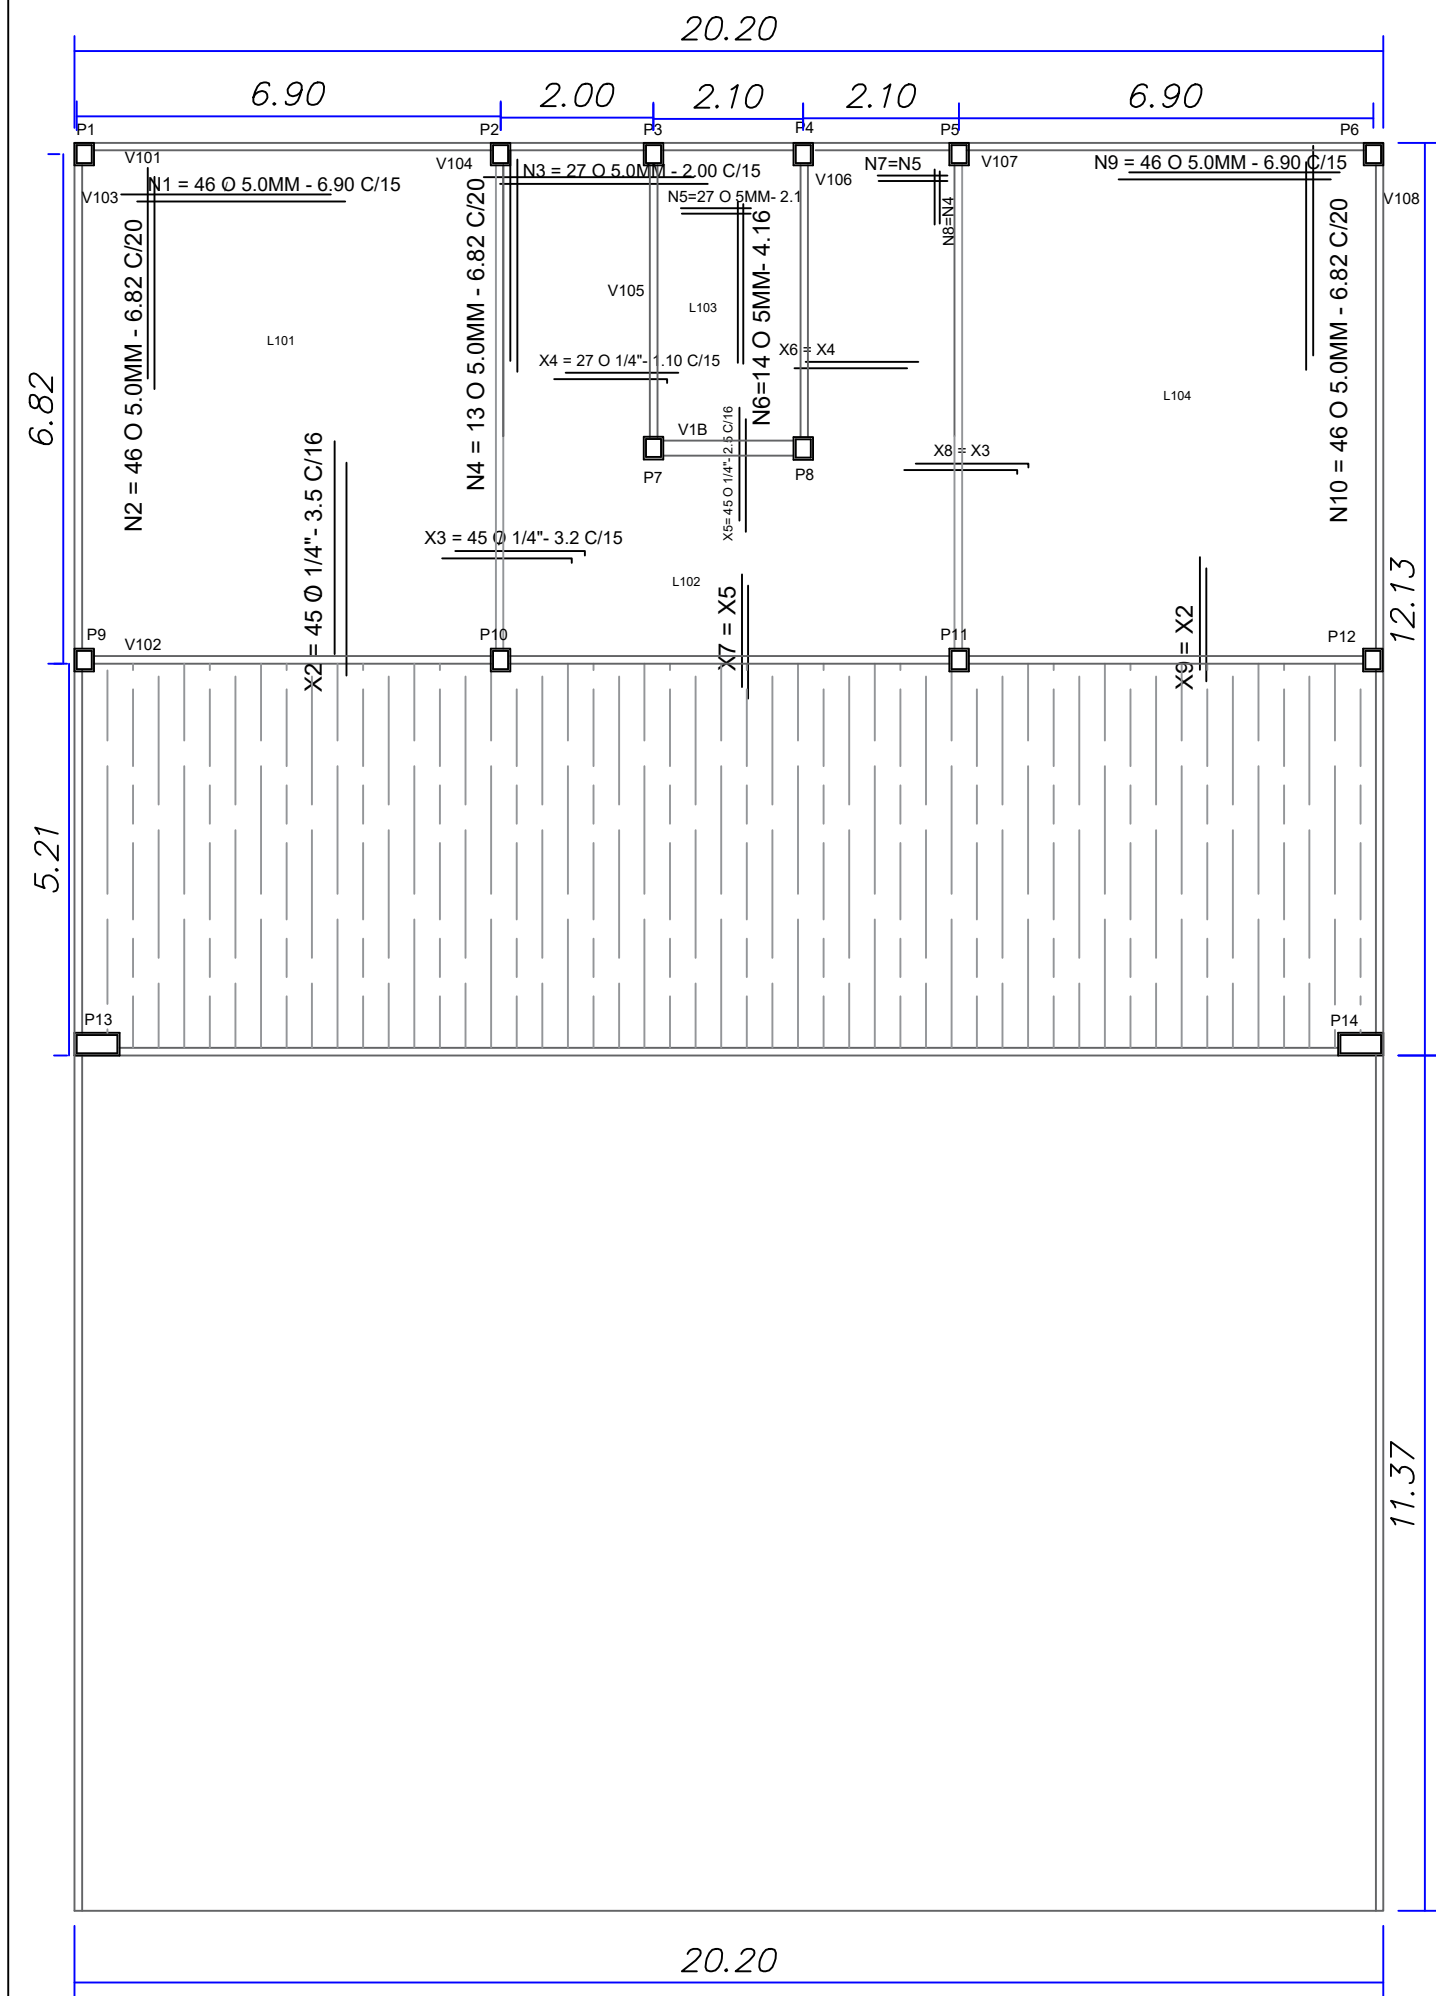 20.20
6.90
2.00
2.10
2.10
6.90
P1
P2
P3
P4
P5
P6
V101
V104
V107
V103
N1 = 46 O 5.0MM - 6.90 C/15
N3 = 27 O 5.0MM - 2.00 C/15
N5=27 O 5MM- 2.1
V106
N7=N5
N8=N4
N9 = 46 O 5.0MM - 6.90 C/15
V108
N2 = 46 O 5.0MM - 6.82 C/20
N4 = 13 O 5.0MM - 6.82 C/20
N6=14 O 5MM- 4.16
N10 = 46 O 5.0MM - 6.82 C/20
V105
L103
L101
X4 = 27 O 1/4"- 1.10 C/15
X6 = X4
L104
6.82
V1B
X5= 45 O 1/4"- 2.5 C/16
P7
P8
X8 = X3
X2 = 45 O 1/4"- 3.5 C/16
X3 = 45 O 1/4"- 3.2 C/15
L102
X7 = X5
X9 = X2
12.13
P9
V102
P10
P11
P12
5.21
P13
P14
11.37
20.20